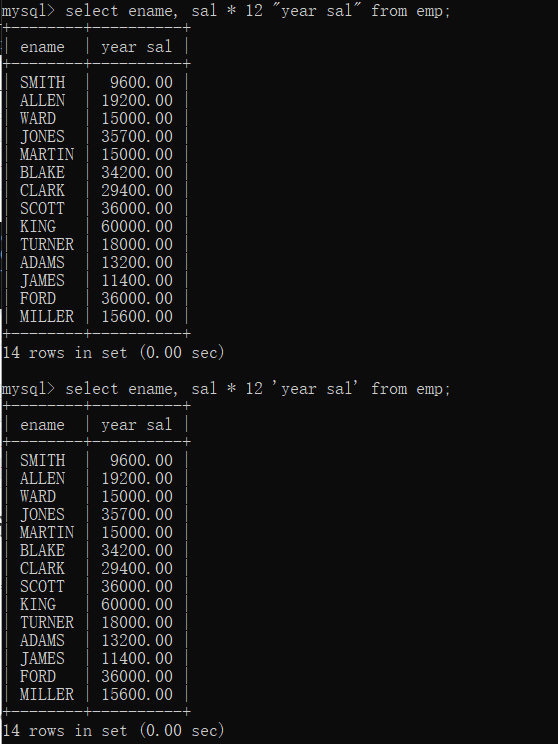 mysql> select ename, sal * 12 "year sal" from emp;
+--------+----------+
| ename  | year sal |
+--------+----------+
| SMITH  |  9600.00 |
| ALLEN  | 19200.00 |
| WARD   | 15000.00 |
| JONES  | 35700.00 |
| MARTIN | 15000.00 |
| BLAKE  | 34200.00 |
| CLARK  | 29400.00 |
| SCOTT  | 36000.00 |
| KING   | 60000.00 |
| TURNER | 18000.00 |
| ADAMS  | 13200.00 |
| JAMES  | 11400.00 |
| FORD   | 36000.00 |
| MILLER | 15600.00 |
+--------+----------+
14 rows in set (0.00 sec)
mysql> select ename, sal * 12 'year sal' from emp;
+--------+----------+
| ename  | year sal |
+--------+----------+
| SMITH  |  9600.00 |
| ALLEN  | 19200.00 |
| WARD   | 15000.00 |
| JONES  | 35700.00 |
| MARTIN | 15000.00 |
| BLAKE  | 34200.00 |
| CLARK  | 29400.00 |
| SCOTT  | 36000.00 |
| KING   | 60000.00 |
| TURNER | 18000.00 |
| ADAMS  | 13200.00 |
| JAMES  | 11400.00 |
| FORD   | 36000.00 |
| MILLER | 15600.00 |
+--------+----------+
14 rows in set (0.00 sec)